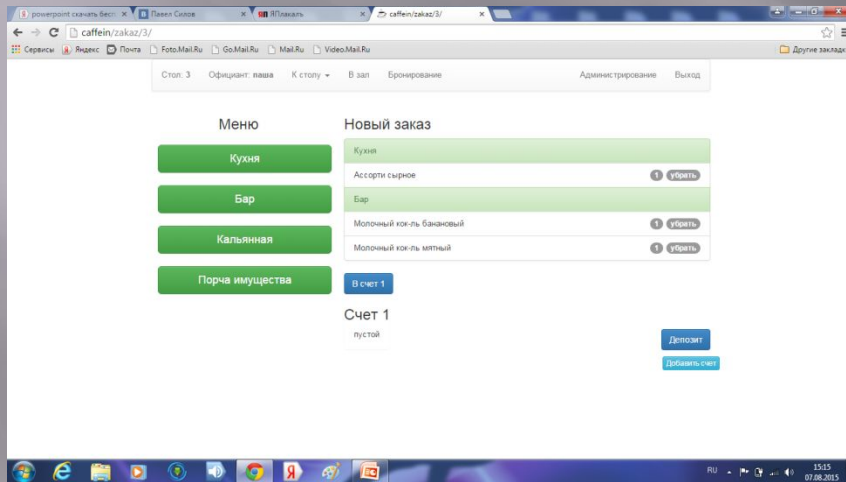 powerpoint скачать бесп
Павел Силов
ЯПлакалъ
caffein/zakaz/3/
caffein/zakaz/3/
Сервисы Яндекс Почта Foto.Mail.Ru Go.Mail.Ru Mail.Ru Video.Mail.Ru Другие закладк
Стол: 3 Официант: паша К столу В зал Бронирование Администрирование Выход
Меню
Кухня
Бар
Кальянная
Порча имущества
Новый заказ
Кухня
Ассорти сырное 1 убрать
Бар
Молочный кок-ль банановый 1 убрать
Молочный кок-ль мятный 1 убрать
В счет 1
Счет 1
пустой
Депозит
Добавить счет
RU 15:15
07.08.2015